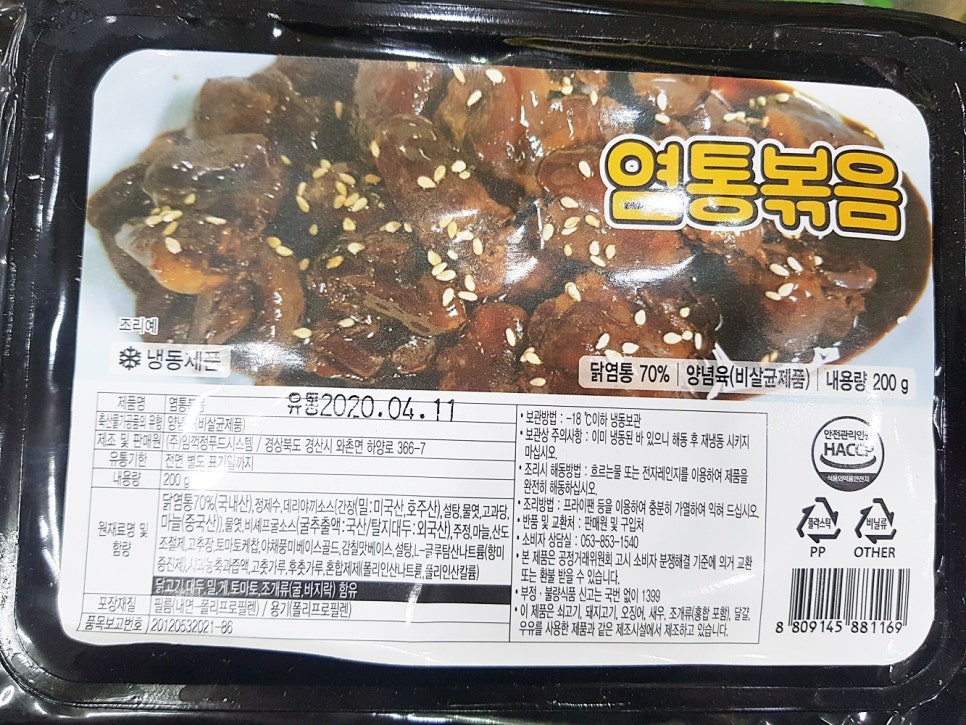 염통볶음
조리예
냉동제품
닭염통 70% | 양념육(비살균제품) | 내용량 200 g
제품명 염통볶음
유통2020.04.11
축산물가공품의 유형 양념육(비살균제품)
제조 및 판매원 (주)임꺽정푸드시스템 / 경상북도 경산시 와촌면 하양로 366-7
유통기한 전면 별도 표기일까지
내용량 200 g
원재료명 및 함량
닭염통70%(국내산), 정제수, 데리야끼소스{간장(밀:미국산,호주산), 설탕, 물엿, 고과당,
마늘(중국산)}, 물엿, 비셰프굴소스(굴추출액:국산/탈지대두:외국산), 주정, 마늘, 산도
조절제, 고추장, 토마토케찹, 야채풍미베이스골드, 감칠맛베이스, 설탕, L-글루탐산나트륨(향미
증진제), 사과농축과즙액, 고춧가루, 후춧가루, 혼합제제(폴리인산나트륨, 폴리인산칼륨)
닭고기, 대두, 밀, 게, 토마토, 조개류(굴, 바지락) 함유
포장재질 필름(내면-폴리프로필렌) / 용기(폴리프로필렌)
품목보고번호 20120532021-86
• 보관방법 : -18 ℃이하 냉동보관
• 보관상 주의사항 : 이미 냉동된 바 있으니 해동 후 재냉동 시키지
마십시오.
• 조리시 해동방법 : 흐르는물 또는 전자레인지를 이용하여 제품을
완전히 해동하십시오.
• 조리방법 : 프라이팬 등을 이용하여 충분히 가열하여 익혀 드십시오.
• 반품 및 교환처 : 판매원 및 구입처
• 소비자 상담실 : 053-853-1540
• 본 제품은 공정거래위원회 고시 소비자 분쟁해결 기준에 의거 교환
또는 환불 받을 수 있습니다.
• 부정·불량식품 신고는 국번 없이 1399
• 이 제품은 쇠고기, 돼지고기, 오징어, 새우, 조개류(홍합 포함), 달걀,
우유를 사용한 제품과 같은 제조시설에서 제조하고 있습니다.
안전관리인증
HACCP
식품의약품안전처
플라스틱
PP
비닐류
OTHER
8 809145 881169